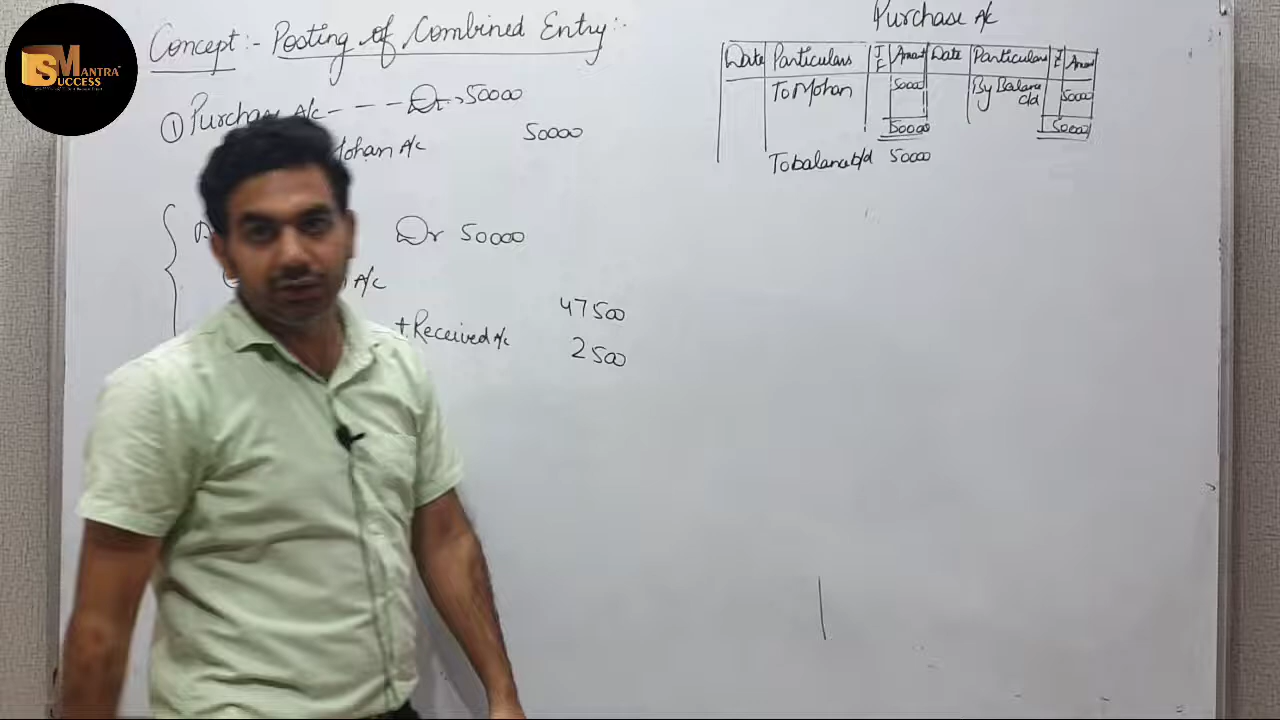 S MANTRA
SUCCESS
Concept:- Posting of Combined Entry:-
① Purchase A/c - - - Dr. 50000
Mohan A/c 50000
Dr 50000
A/c
47500
t Received A/c 2500
Purchase A/c
Date Particulars J F Amount Date Particulars Amount
To Mohan 50000 By Balance c/d 50000
50000 50000
To balance b/d 50000